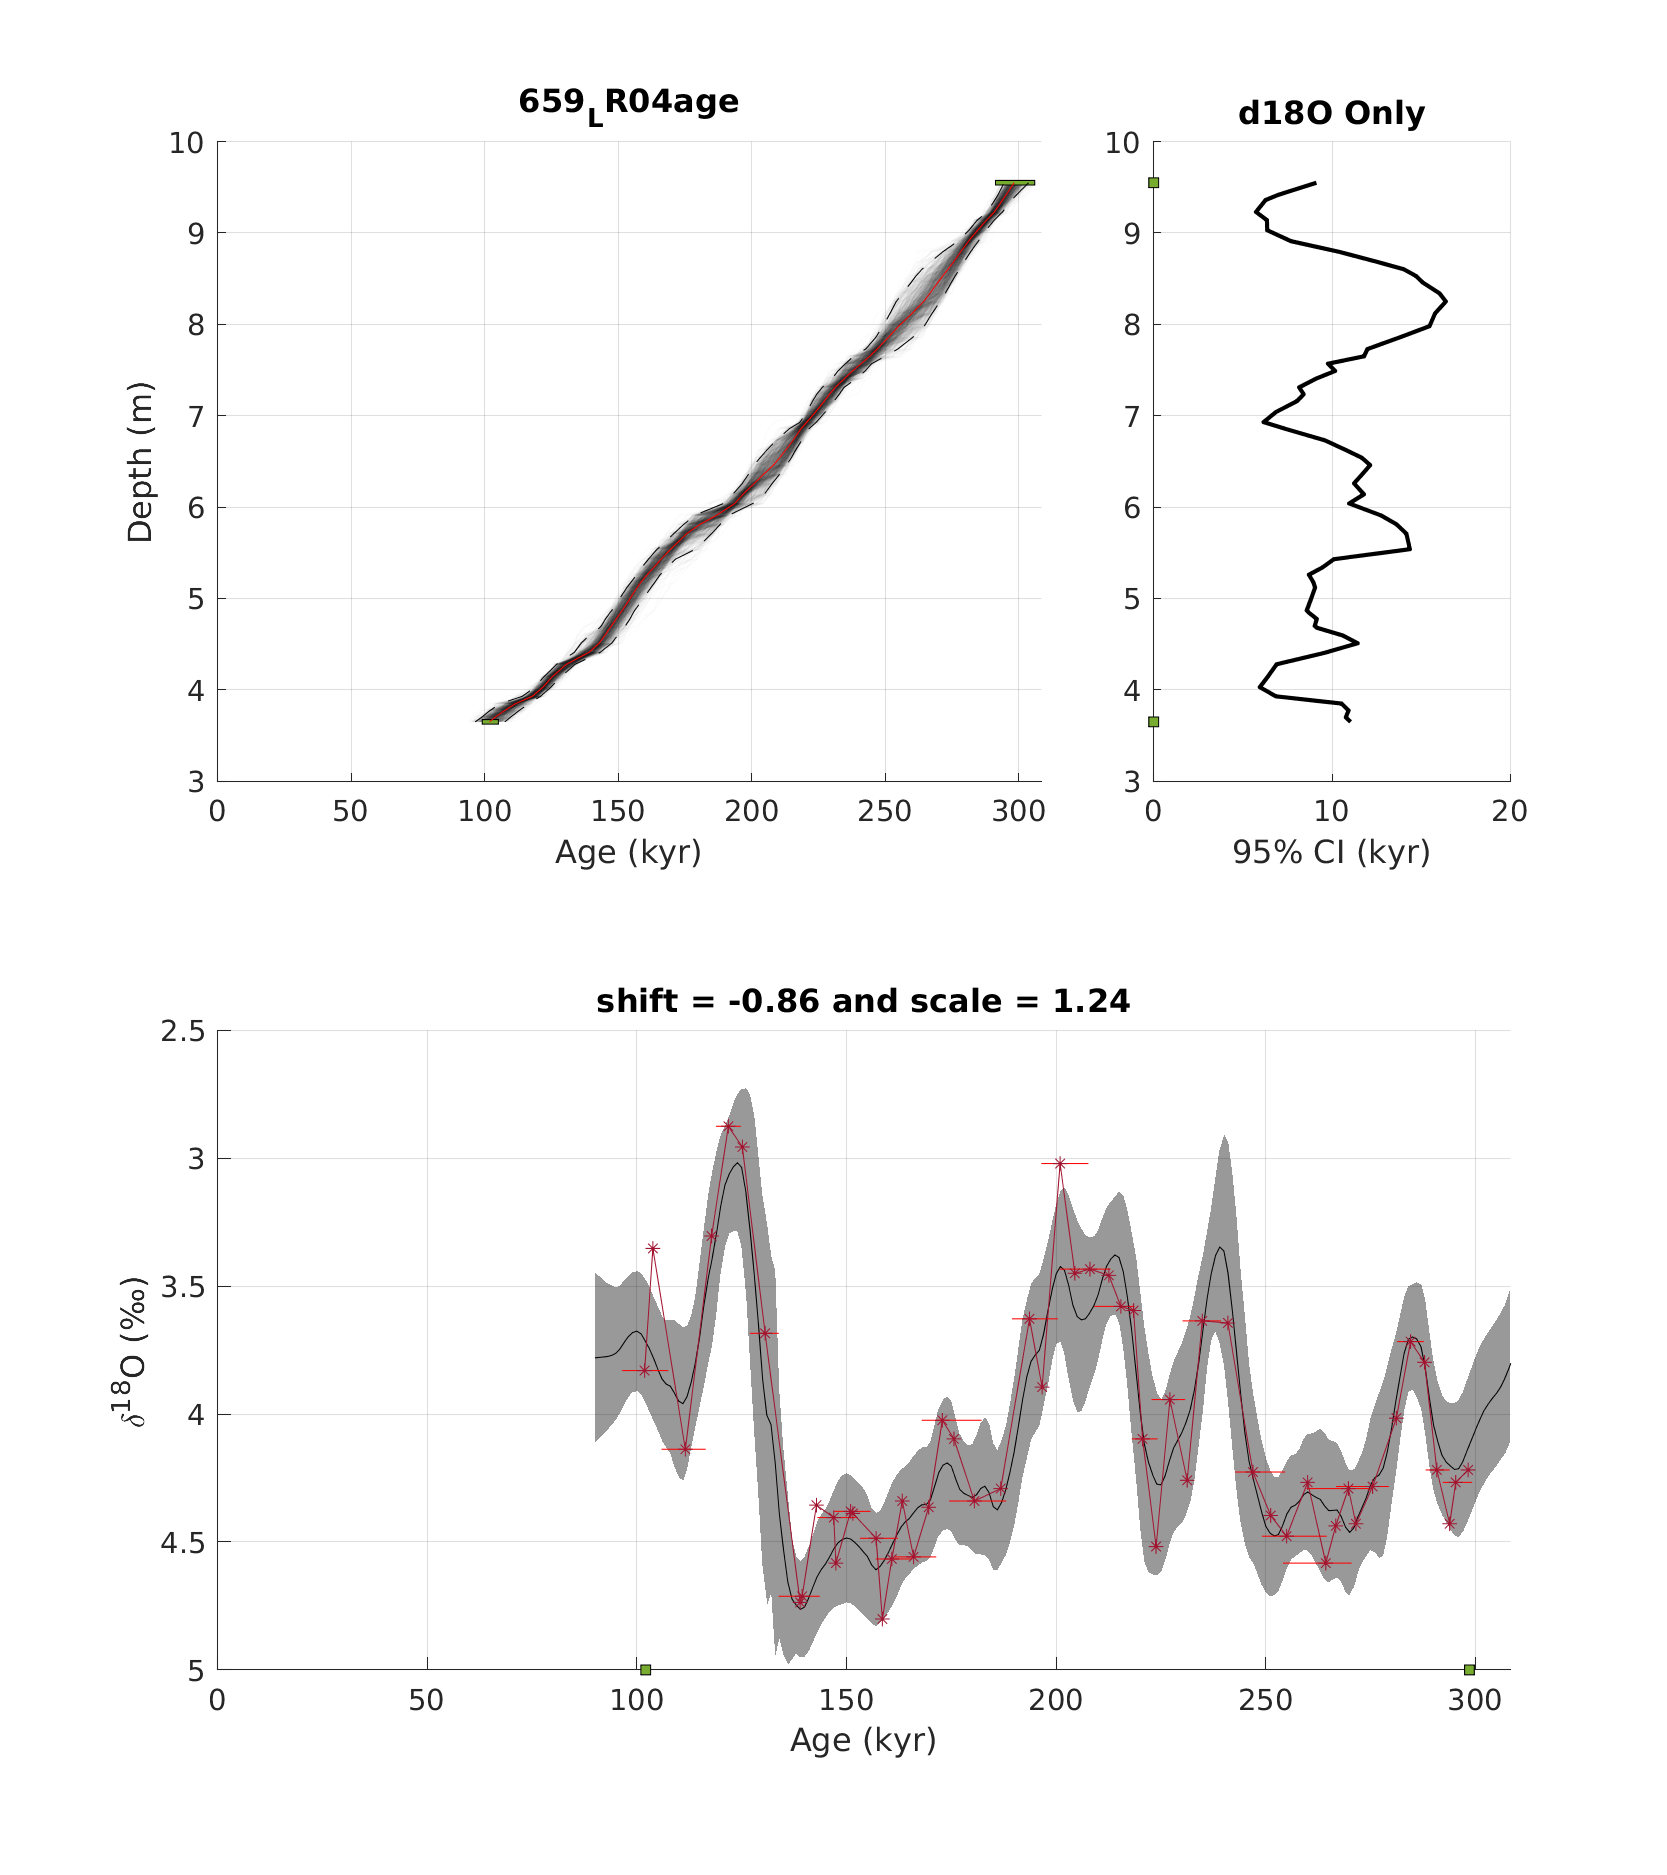 659LR04age
d18O Only
10
9
8
7
6
5
4
3
Depth (m)
0 50 100 150 200 250 300
Age (kyr)
10
9
8
7
6
5
4
3
0 10 20
95% CI (kyr)
shift = -0.86 and scale = 1.24
2.5
3
3.5
4
4.5
5
δ18O (‰)
0 50 100 150 200 250 300
Age (kyr)